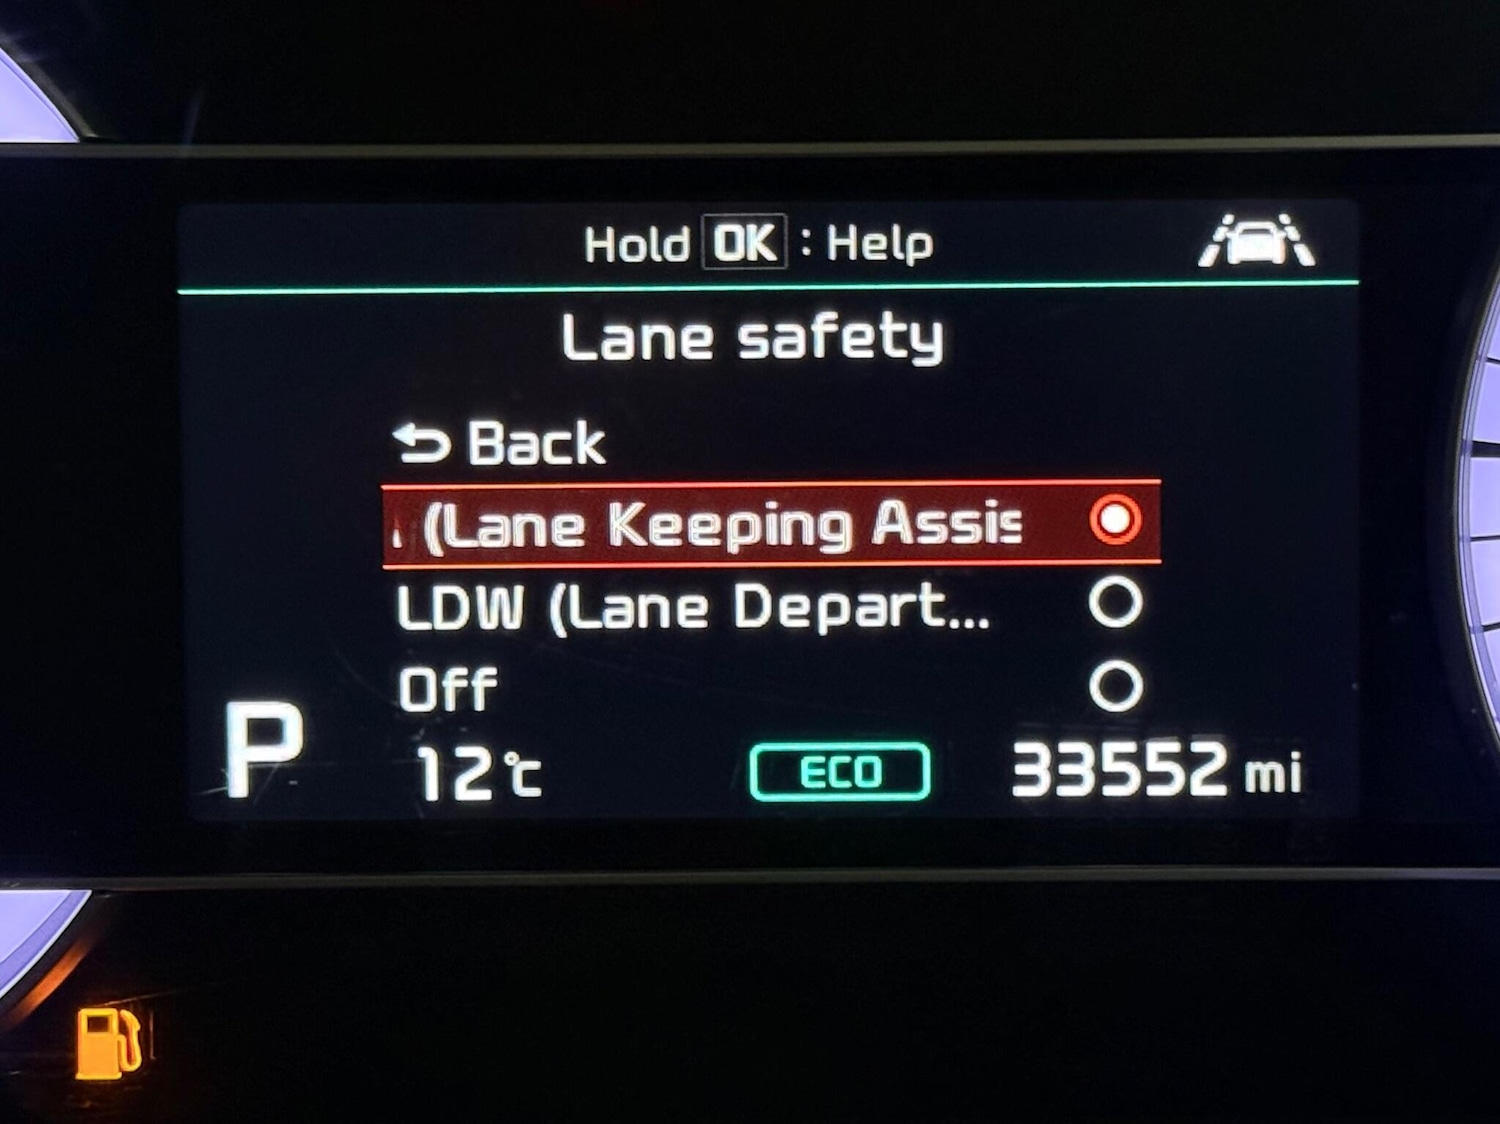 Hold OK : Help
Lane safety
Back
(Lane Keeping Assis
LDW (Lane Depart...
Off
P
12°C
ECO
33552 mi